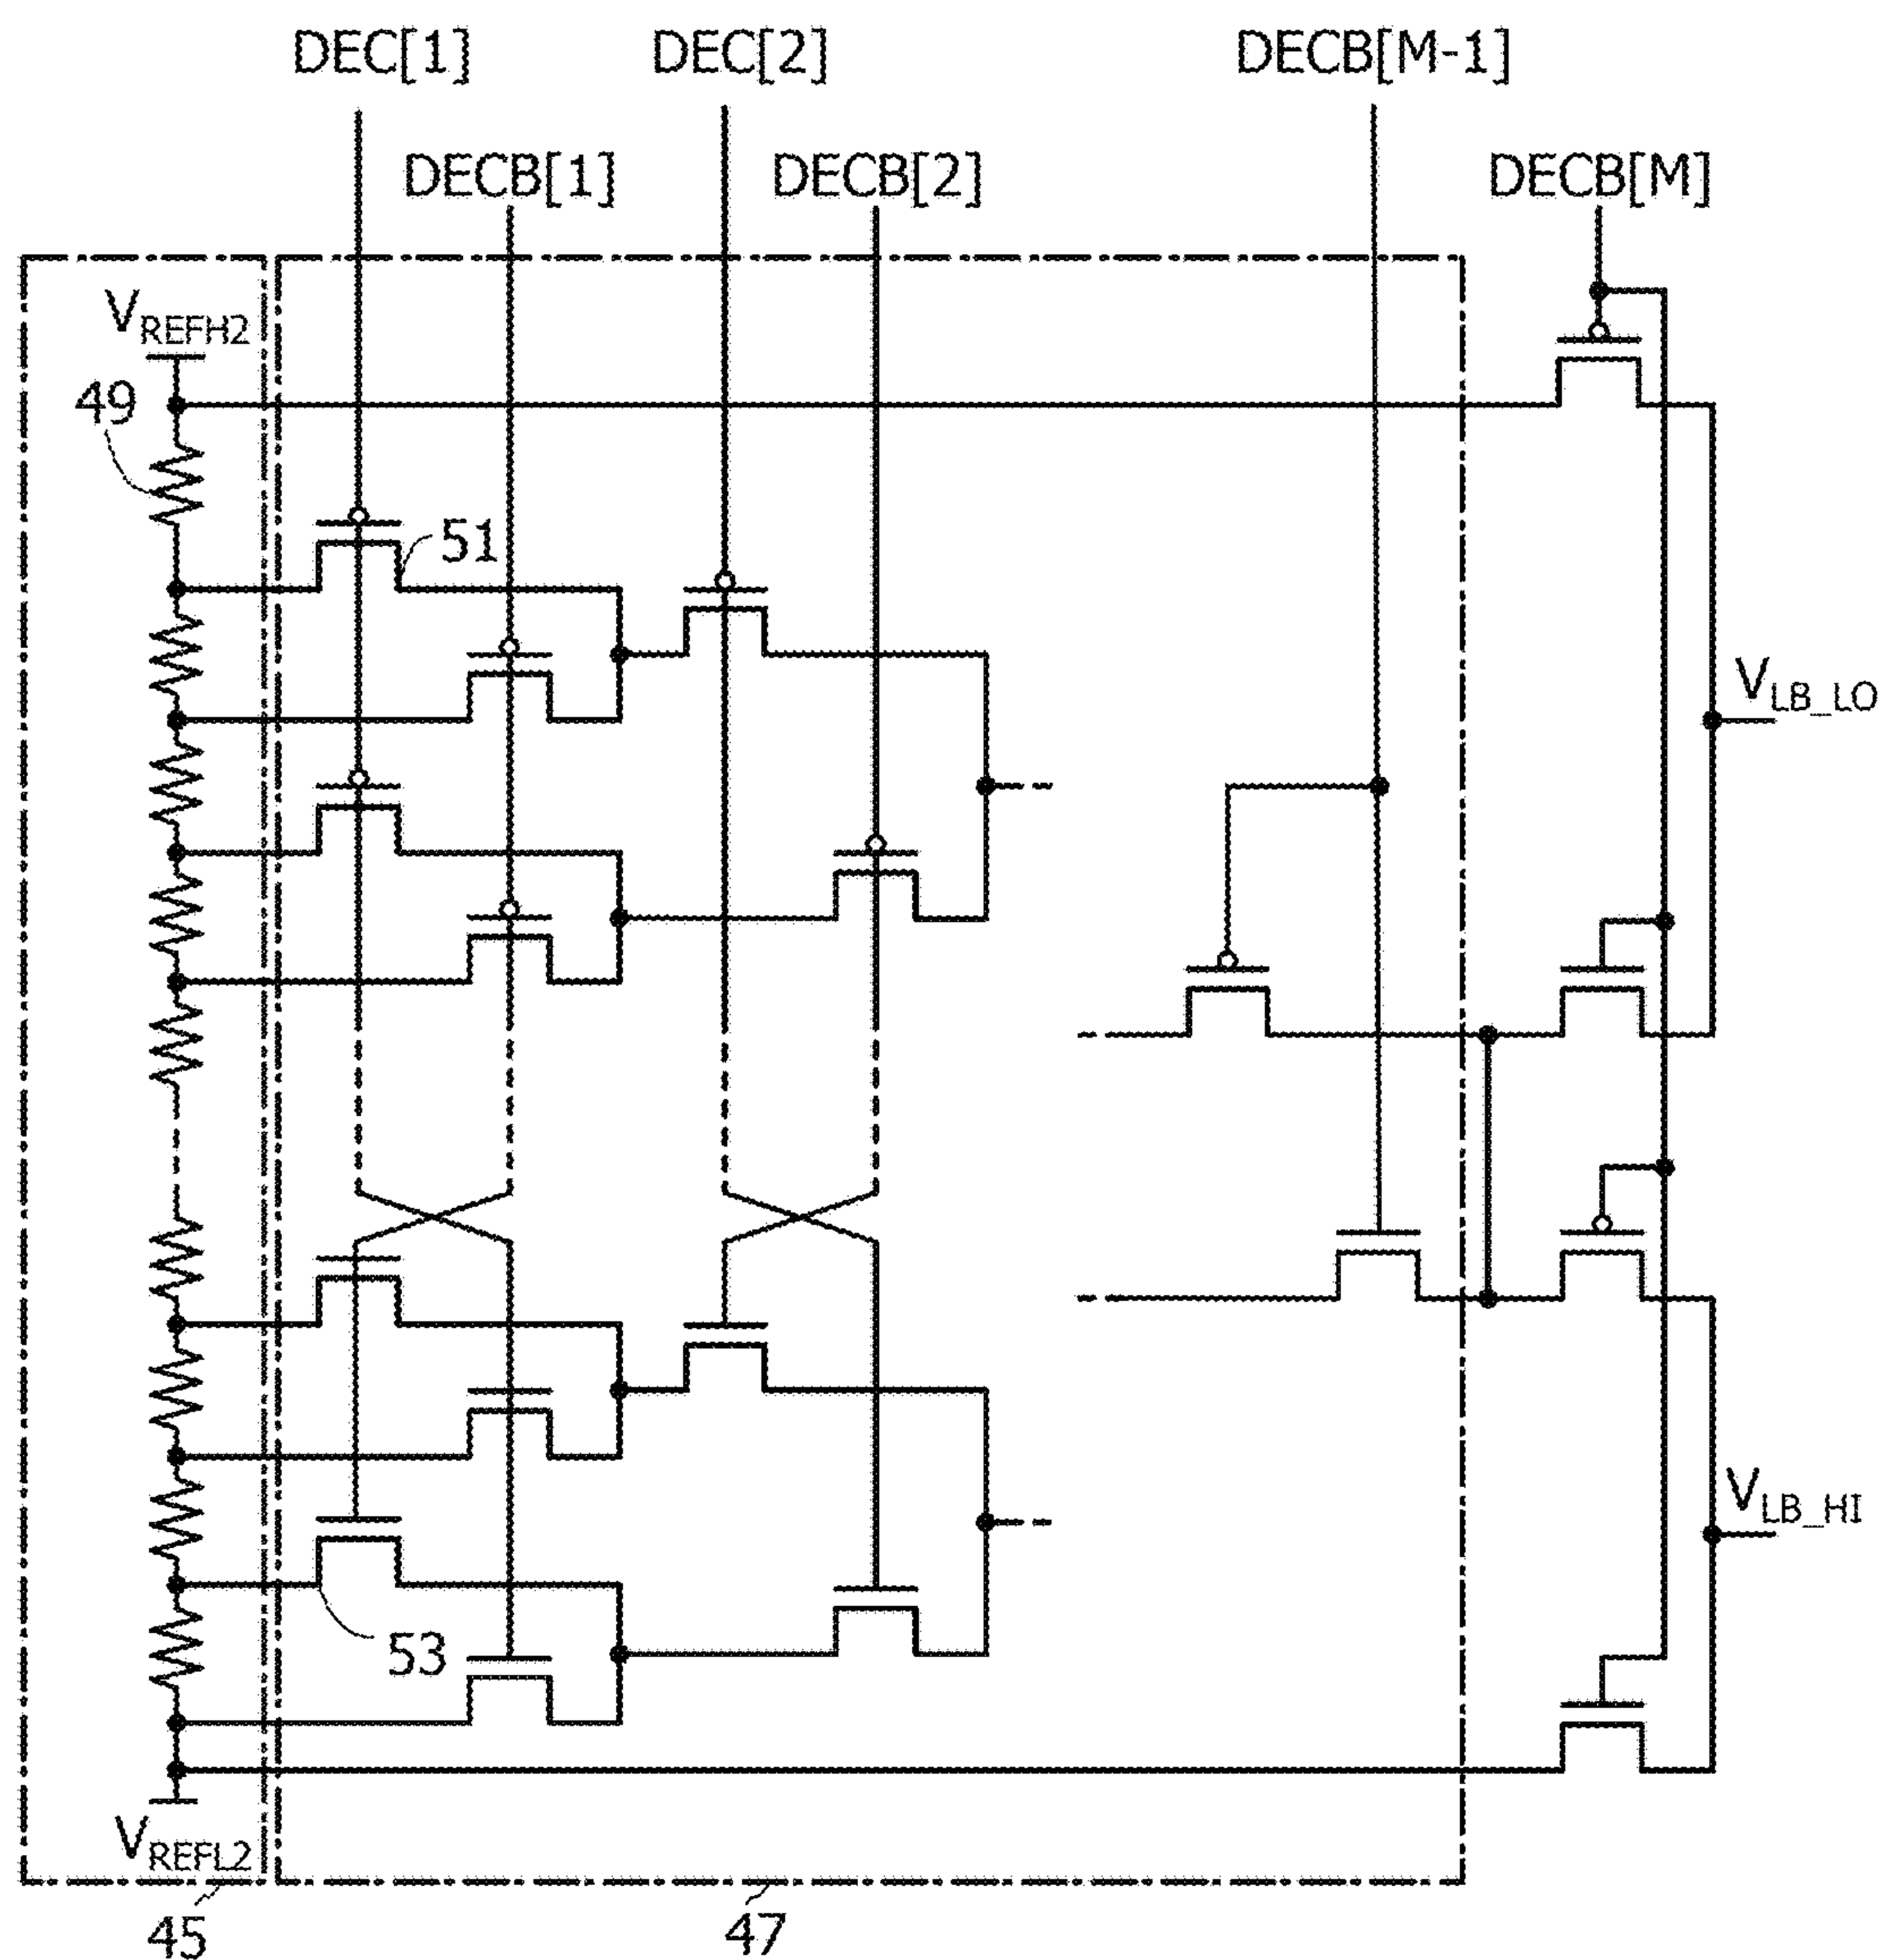 DEC[1]
DEC[2]
DECB[M-1]
DECB[1]
DECB[2]
DECB[M]
VREFH2
49
51
VLB_LO
VLB_HI
53
VREFL2
45
47